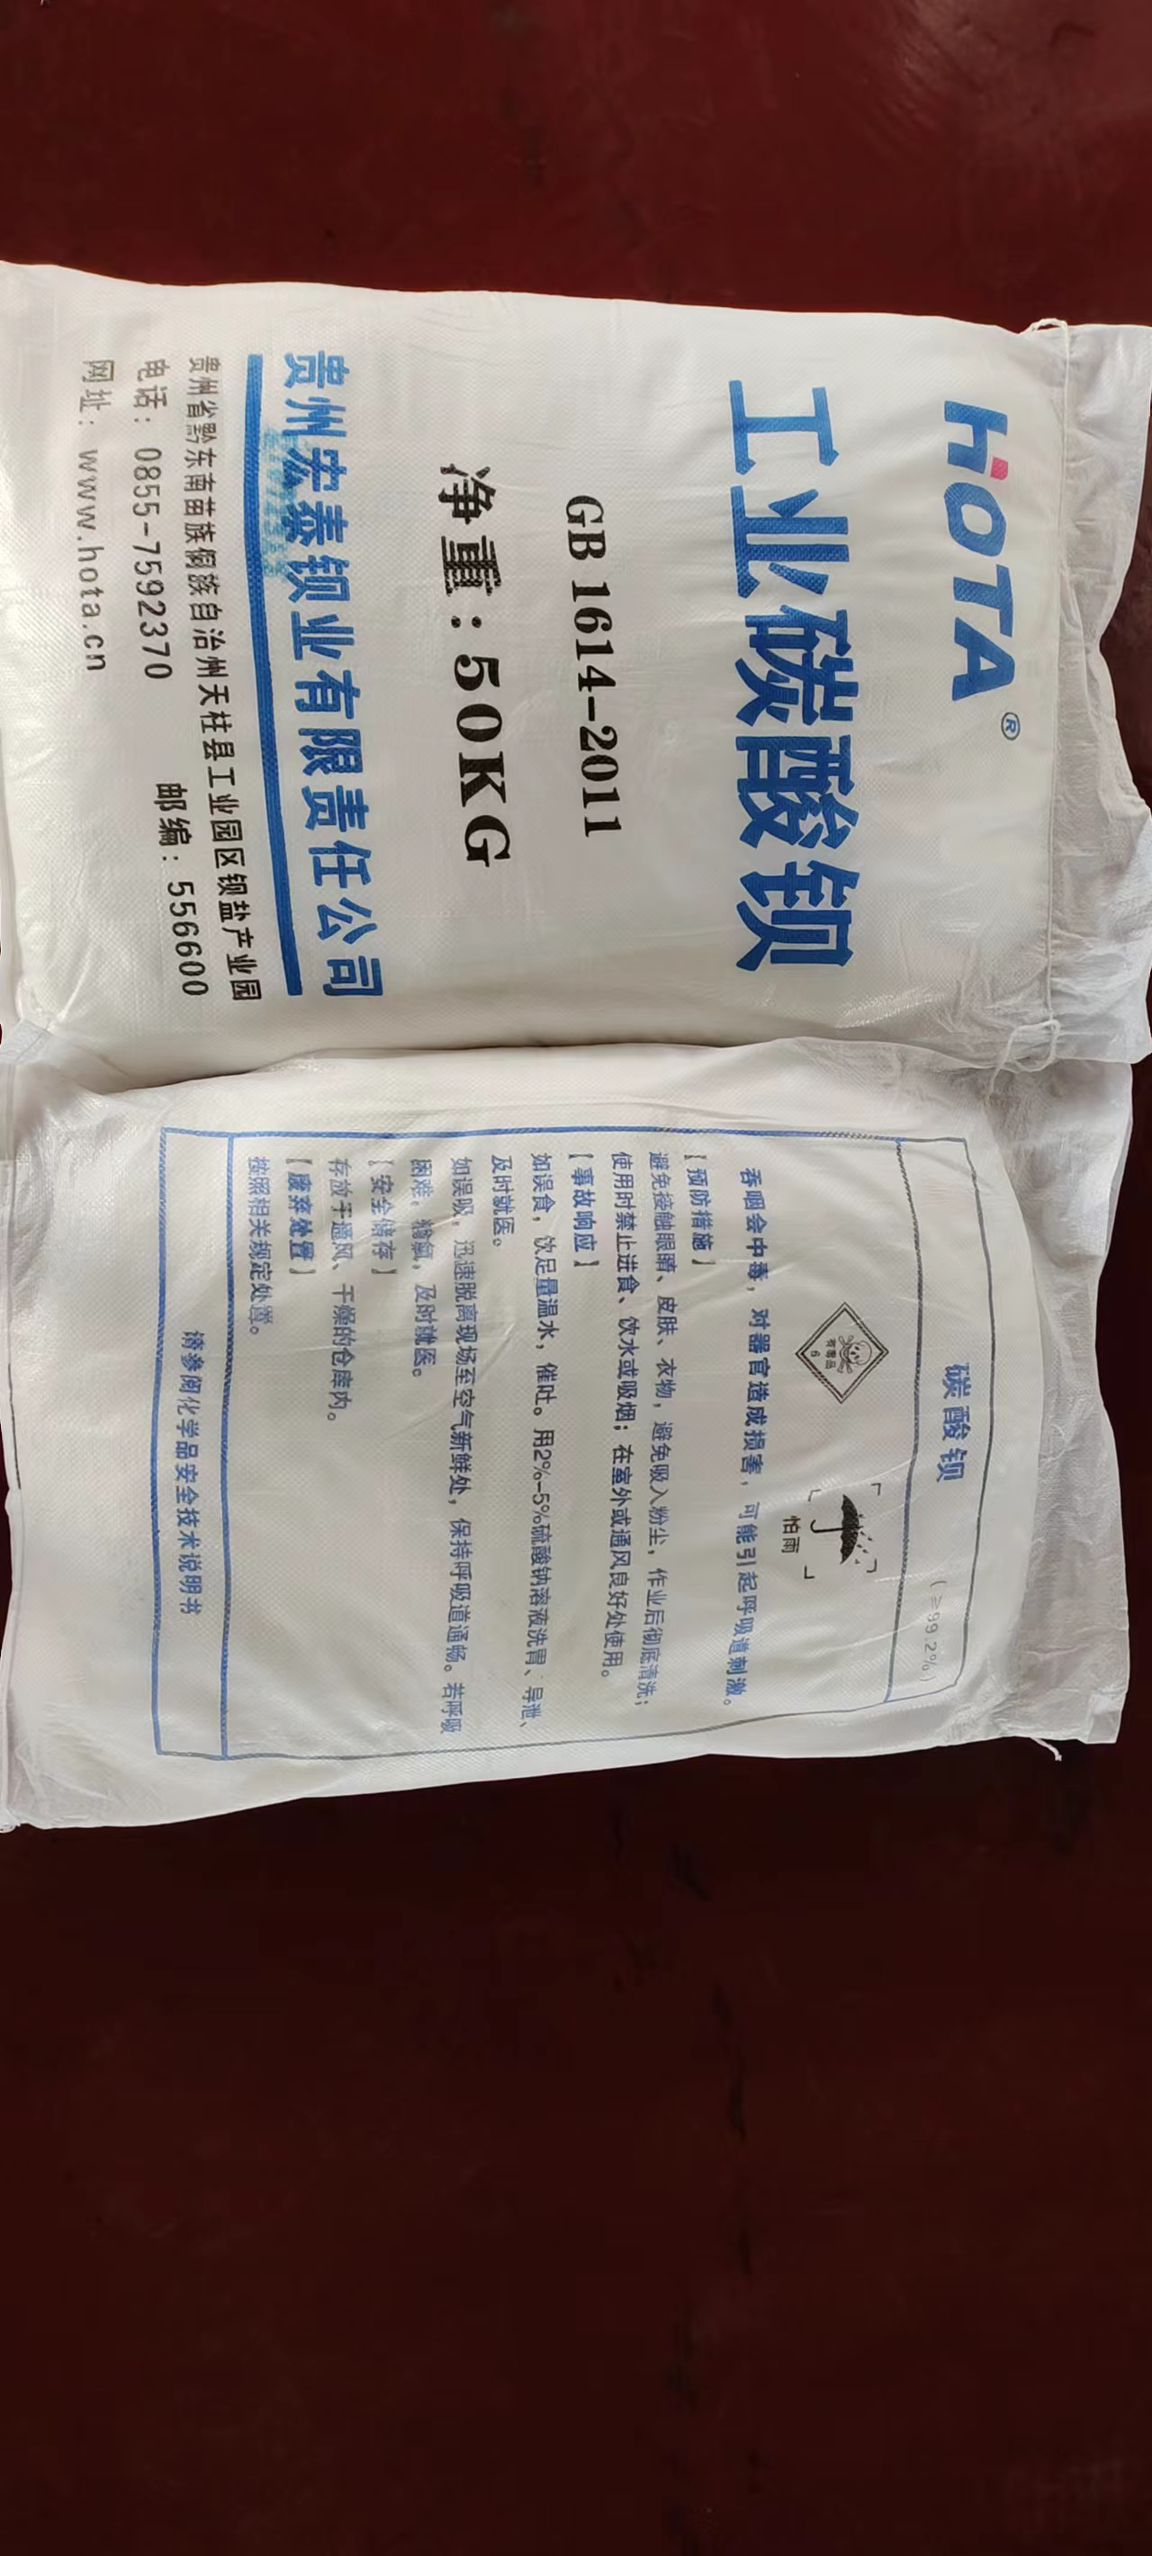 HOTA®
工业碳酸钡
GB 1614-2011
净重：50KG
贵州宏泰钡业有限责任公司
贵州省黔东南苗族侗族自治州天柱县工业园区钡盐产业园
电话：0855-7592370 邮编：556600
网址：www.hota.cn
碳酸钡 (≥99.2%)
有毒品
6
怕雨
吞咽会中毒，对器官造成损害，可能引起呼吸道刺激。
【预防措施】
避免接触眼睛、皮肤、衣物，避免吸入粉尘，作业后彻底清洗；
使用时禁止进食、饮水或吸烟；在室外或通风良好处使用。
【事故响应】
如误食，饮足量温水，催吐。用2%-5%硫酸钠溶液洗胃、导泄、
及时就医。
如误吸，迅速脱离现场至空气新鲜处，保持呼吸道通畅。若呼吸
困难，输氧，及时就医。
【安全储存】
存放于通风、干燥的仓库内。
【废弃处置】
按照相关规定处置。
请参阅化学品安全技术说明书